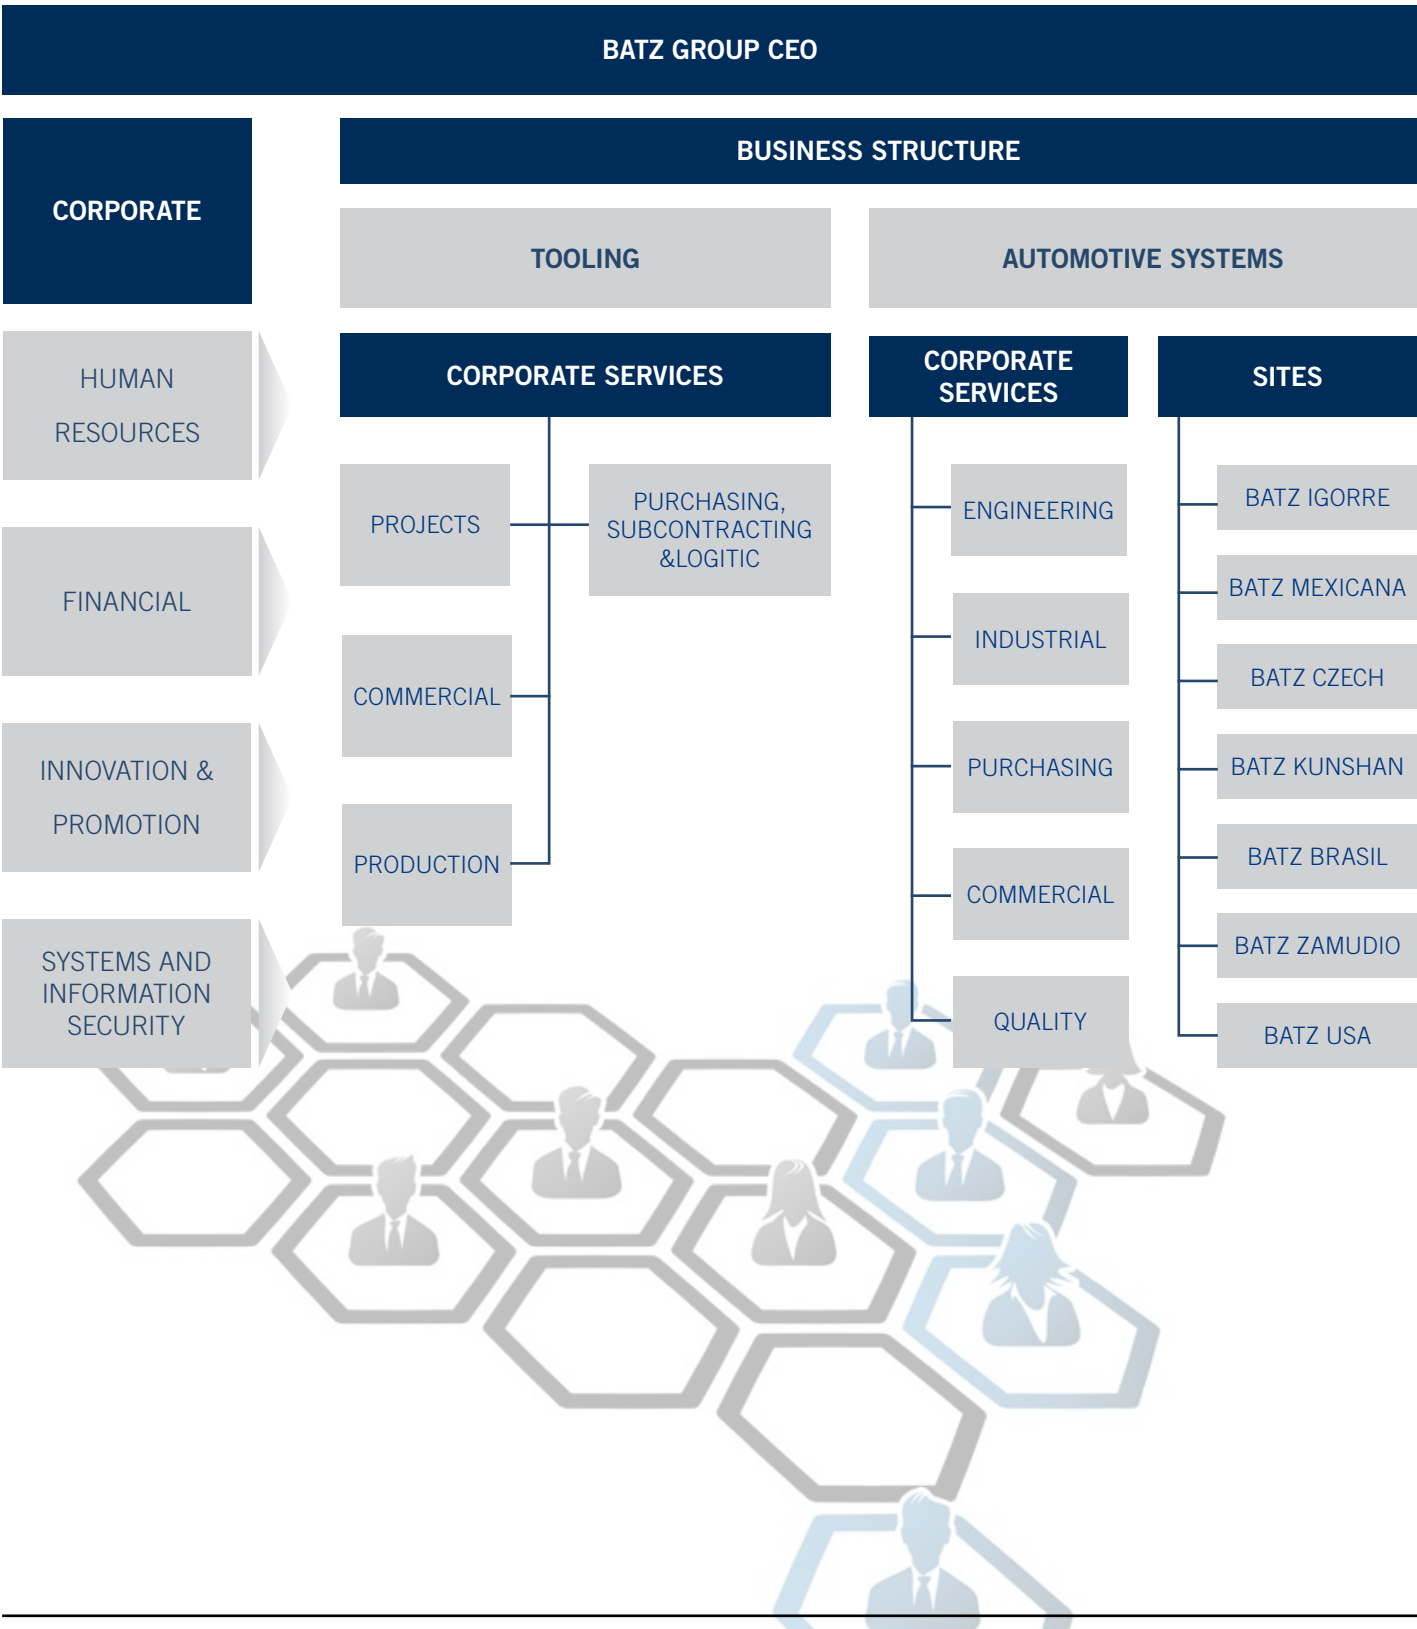 BATZ GROUP CEO
CORPORATE
HUMAN
RESOURCES
FINANCIAL
INNOVATION &
PROMOTION
SYSTEMS AND
INFORMATION
SECURITY
BUSINESS STRUCTURE
TOOLING
CORPORATE SERVICES
PROJECTS
PURCHASING,
SUBCONTRACTING
&LOGITIC
COMMERCIAL
PRODUCTION
AUTOMOTIVE SYSTEMS
CORPORATE
SERVICES
ENGINEERING
INDUSTRIAL
PURCHASING
COMMERCIAL
QUALITY
SITES
BATZ IGORRE
BATZ MEXICANA
BATZ CZECH
BATZ KUNSHAN
BATZ BRASIL
BATZ ZAMUDIO
BATZ USA